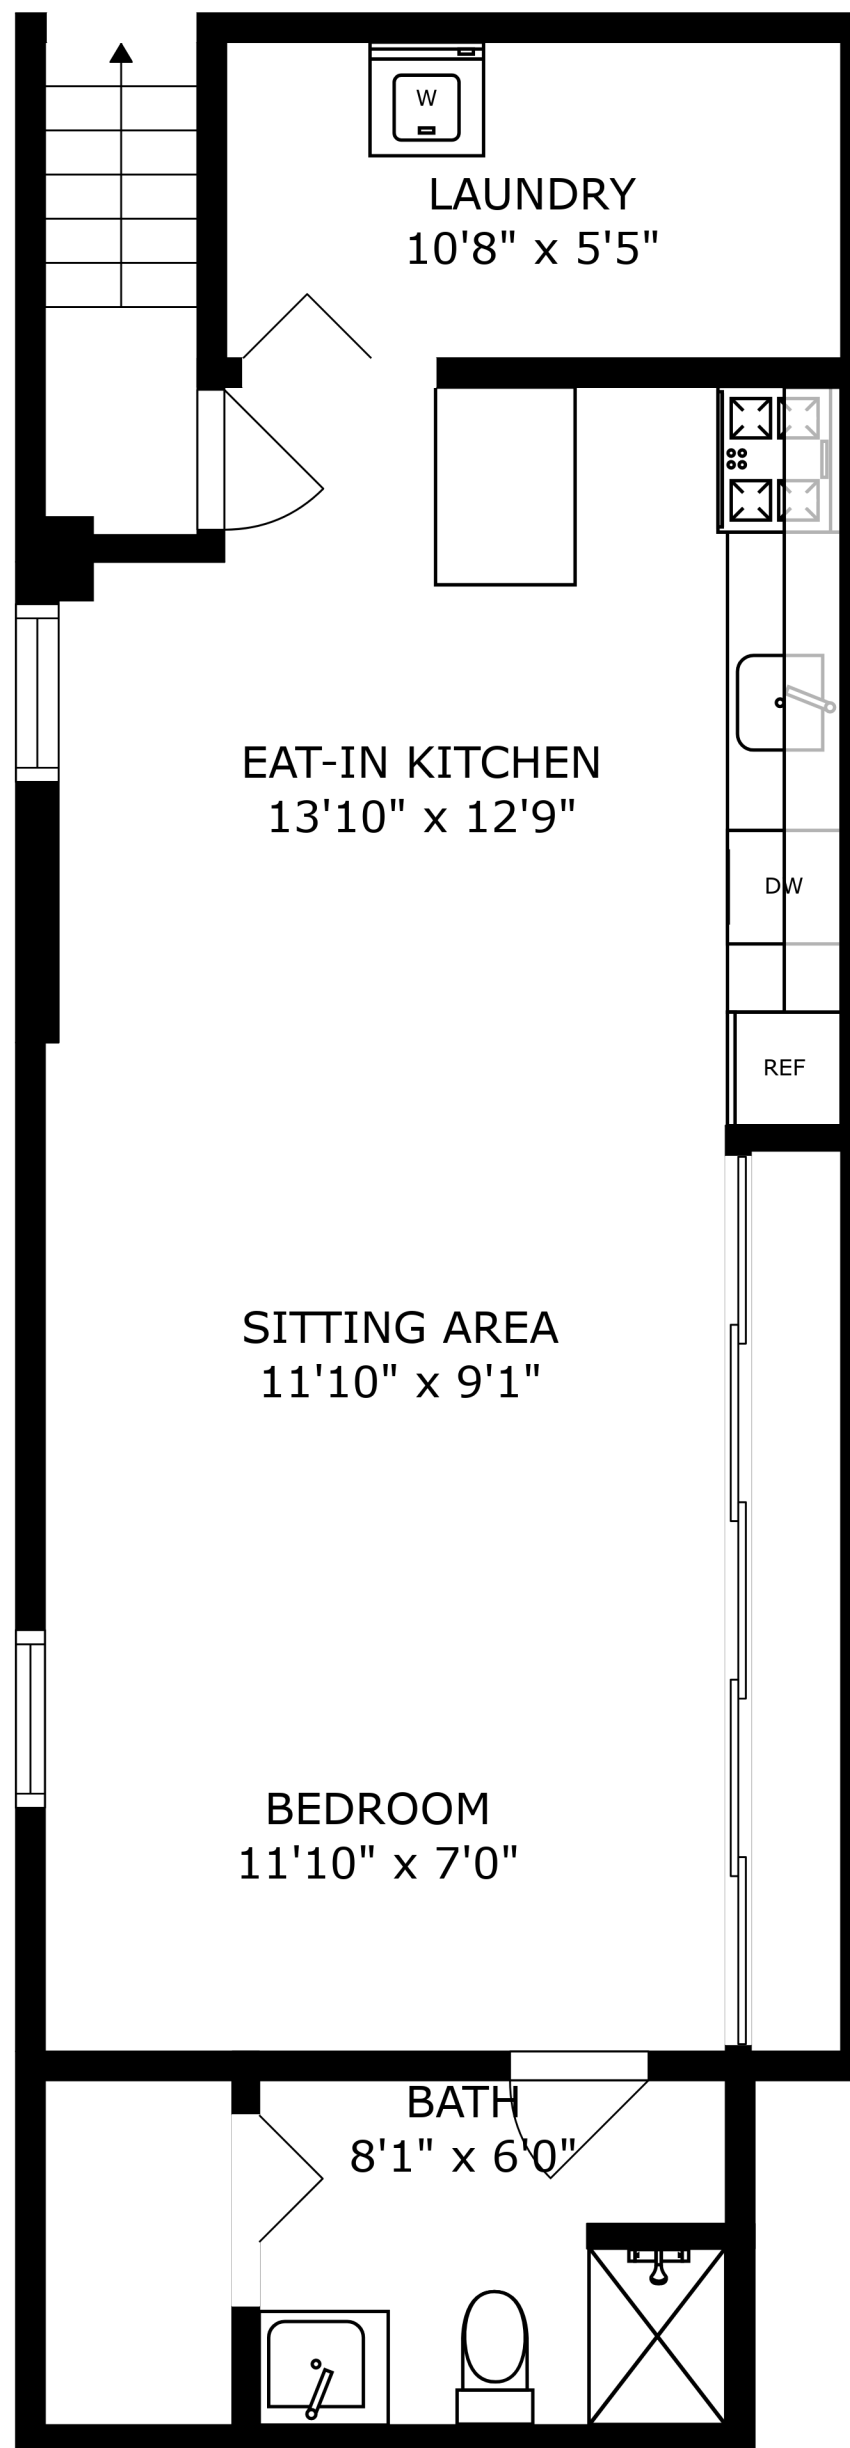 W
LAUNDRY
10'8" x 5'5"
EAT-IN KITCHEN
13'10" x 12'9"
DW
REF
SITTING AREA
11'10" x 9'1"
BEDROOM
11'10" x 7'0"
BATH
8'1" x 6'0"